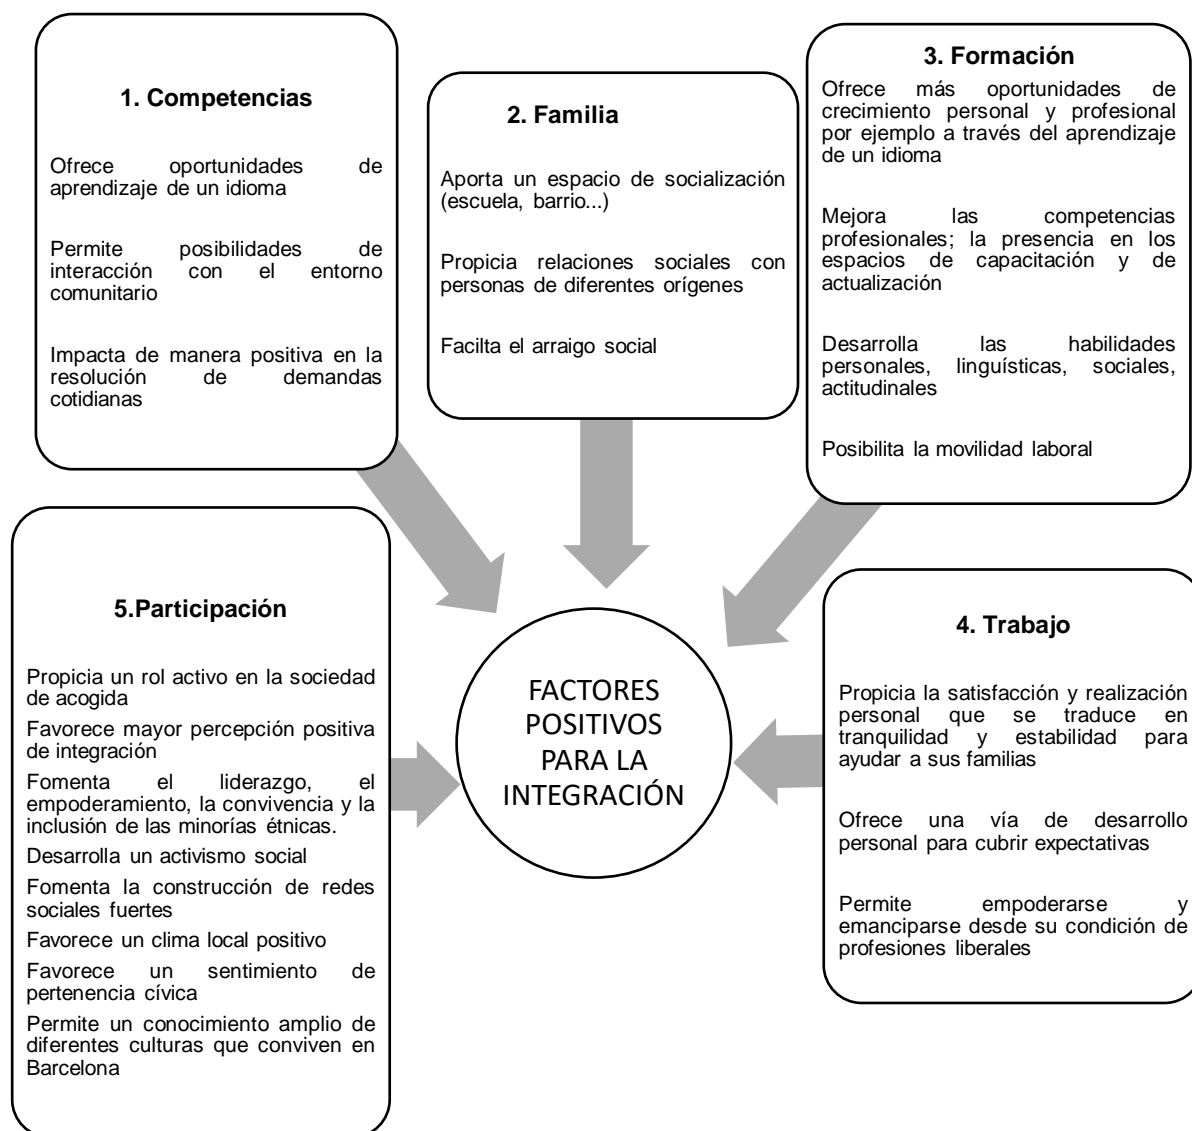 1. Competencias
Ofrece oportunidades de
aprendizaje de un idioma
Permite posibilidades de
interacción con el entorno
comunitario
Impacta de manera positiva en la
resolución de demandas
cotidianas
2. Familia
Aporta un espacio de socialización
(escuela, barrio...)
Propicia relaciones sociales con
personas de diferentes orígenes
Facilta el arraigo social
3. Formación
Ofrece más oportunidades de
crecimiento personal y profesional
por ejemplo a través del aprendizaje
de un idioma
Mejora las competencias
profesionales; la presencia en los
espacios de capacitación y de
actualización
Desarrolla las habilidades
personales, linguísticas, sociales,
actitudinales
Posibilita la movilidad laboral
4. Trabajo
Propicia la satisfacción y realización
personal que se traduce en
tranquilidad y estabilidad para
ayudar a sus familias
Ofrece una vía de desarrollo
personal para cubrir expectativas
Permite empoderarse y
emanciparse desde su condición de
profesiones liberales
5.Participación
Propicia un rol activo en la sociedad
de acogida
Favorece mayor percepción positiva
de integración
Fomenta el liderazgo, el
empoderamiento, la convivencia y la
inclusión de las minorías étnicas.
Desarrolla un activismo social
Fomenta la construcción de redes
sociales fuertes
Favorece un clima local positivo
Favorece un sentimiento de
pertenencia cívica
Permite un conocimiento amplio de
diferentes culturas que conviven en
Barcelona
FACTORES
POSITIVOS
PARA LA
INTEGRACIÓN